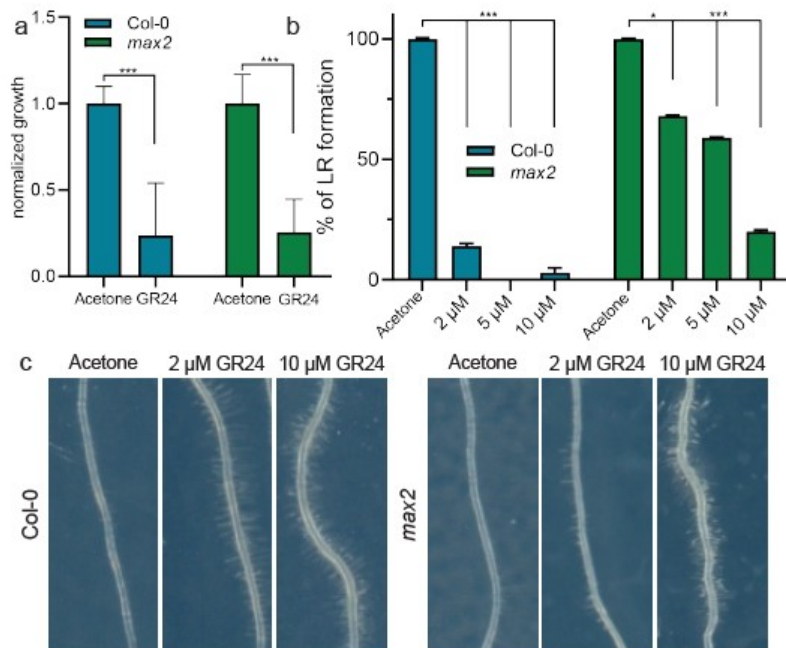 a
Col-0
max2
normalized growth
1.5
1.0
0.5
0.0
***
***
Acetone GR24
Acetone GR24
b
% of LR formation
100
50
0
***
* ***
Col-0
max2
Acetone
2 µM
5 µM
10 µM
Acetone
2 µM
5 µM
10 µM
c
Acetone 2 µM GR24 10 µM GR24
Acetone 2 µM GR24 10 µM GR24
Col-0
max2